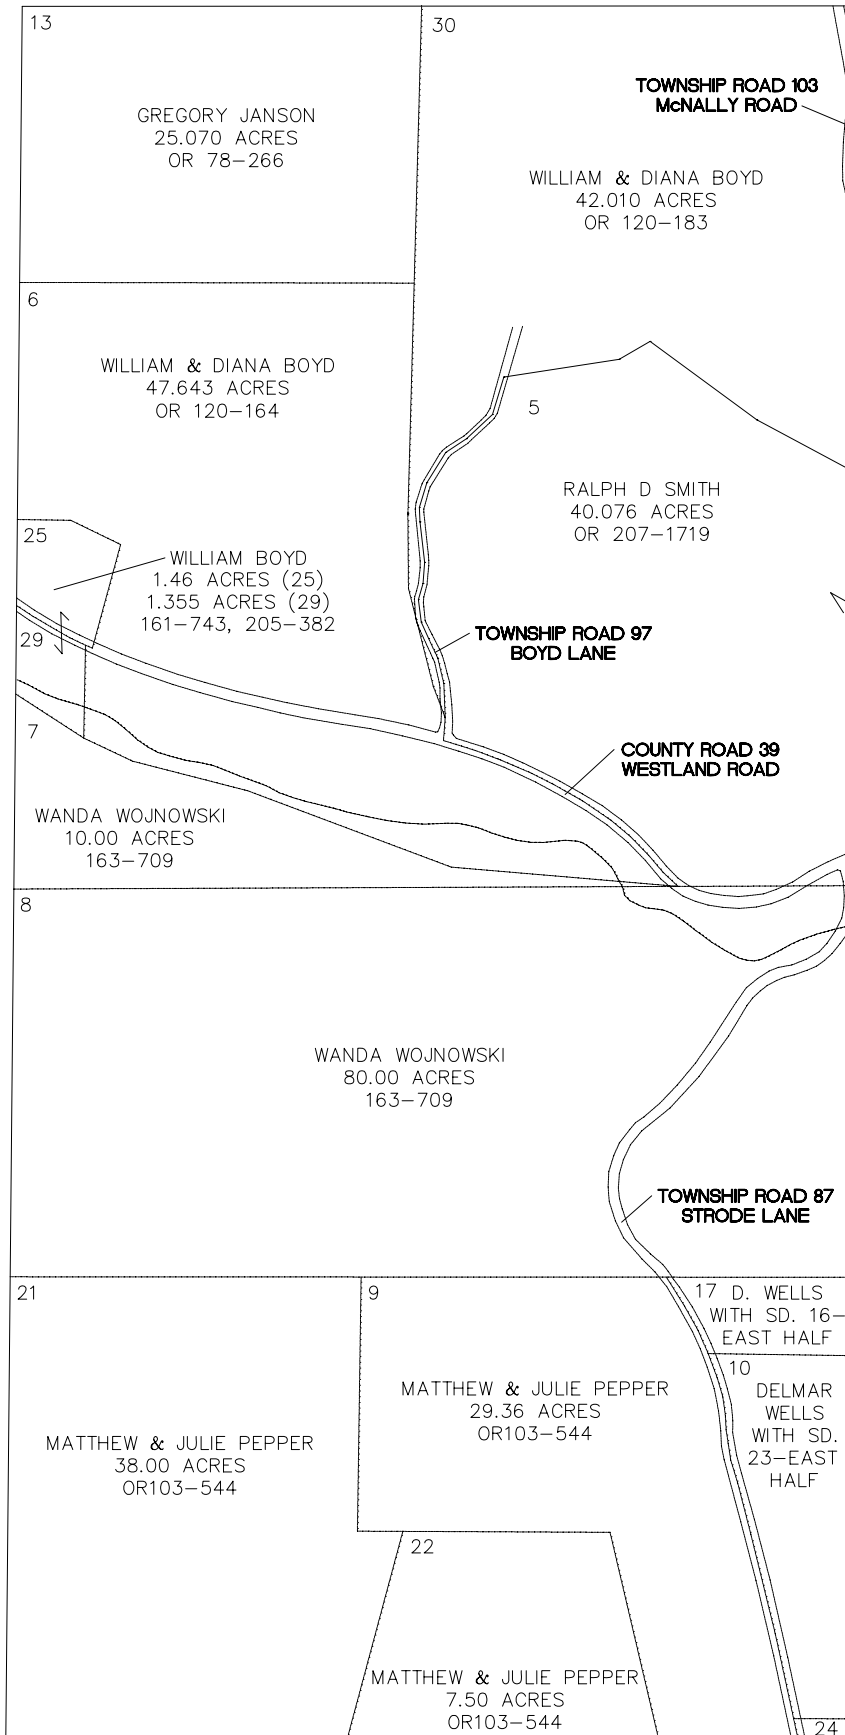 13
30
GREGORY JANSON
25.070 ACRES
OR 78-266
TOWNSHIP ROAD 103
McNALLY ROAD
WILLIAM & DIANA BOYD
42.010 ACRES
OR 120-183
6
WILLIAM & DIANA BOYD
47.643 ACRES
OR 120-164
5
RALPH D SMITH
40.076 ACRES
OR 207-1719
25
WILLIAM BOYD
1.46 ACRES (25)
1.355 ACRES (29)
161-743, 205-382
29
TOWNSHIP ROAD 97
BOYD LANE
7
COUNTY ROAD 39
WESTLAND ROAD
WANDA WOJNOWSKI
10.00 ACRES
163-709
8
WANDA WOJNOWSKI
80.00 ACRES
163-709
TOWNSHIP ROAD 87
STRODE LANE
21
9
17 D. WELLS
WITH SD. 16-
EAST HALF
10
DELMAR
WELLS
WITH SD.
23-EAST
HALF
MATTHEW & JULIE PEPPER
29.36 ACRES
OR103-544
MATTHEW & JULIE PEPPER
38.00 ACRES
OR103-544
22
MATTHEW & JULIE PEPPER
7.50 ACRES
OR103-544
24